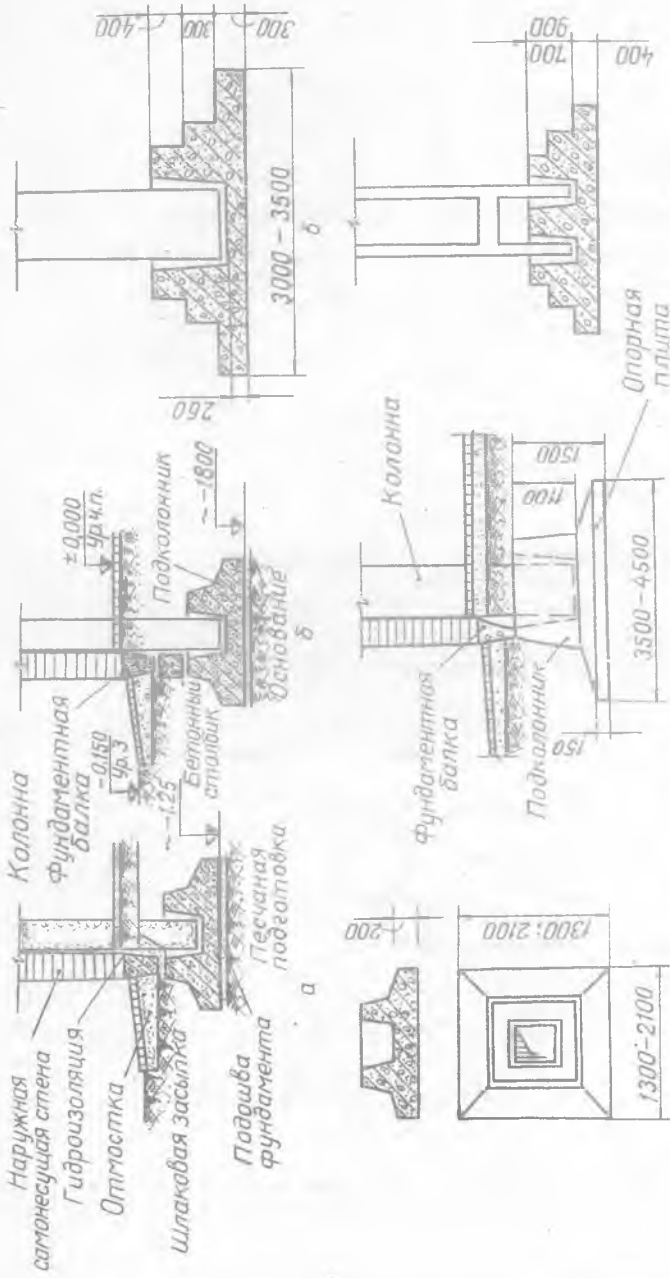 Наружная
самонесущая стена
Гидроизоляция
Отмостка
Шлаковая засыпка
Подошва
фундамента
Песчаная
подготовка
а
Колонна
Фундаментная
балка
-0.150
Ур.З
~-1.25
Бетонный
столбик
±0,000
Ур.ч.п.
Подколонник
~-1800
Основание
б
260
3000-3500
б
400
300
300
200
1300÷2100
1300-2100
Фундаментная
балка
Подколонник
150
Колонна
1100
1500
3500-4500
Опорная
плита
900
700
400